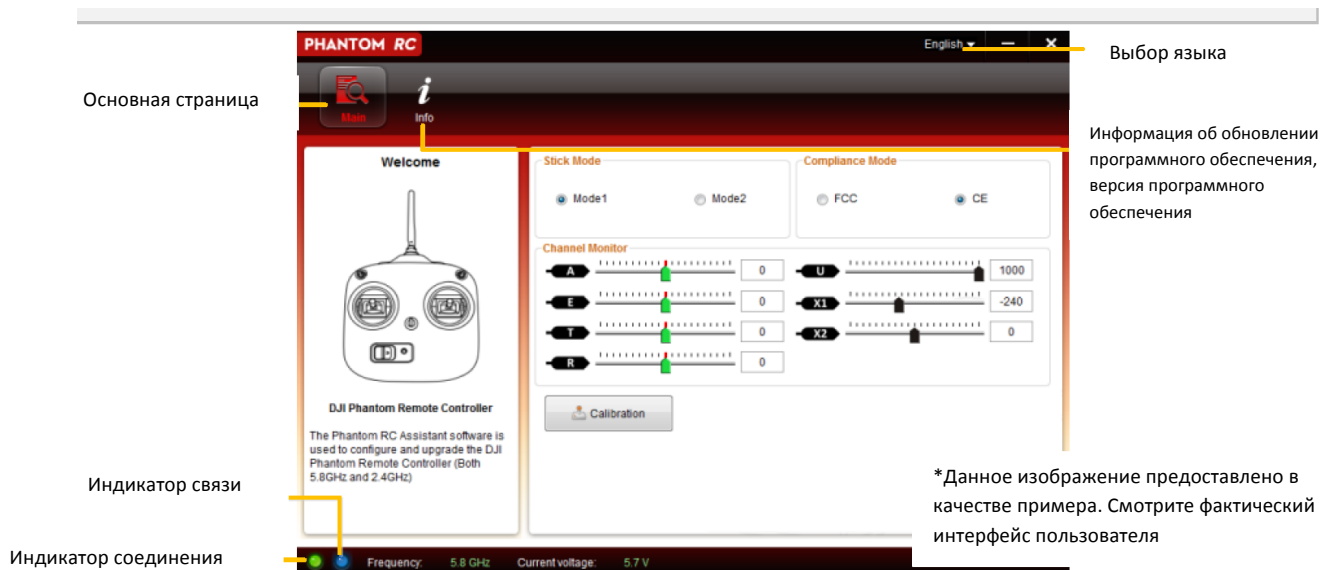 PHANTOM RC
English
Выбор языка
Основная страница
Main
Info
Информация об обновлении
программного обеспечения,
версия программного
обеспечения
Welcome
DJI Phantom Remote Controller
The Phantom RC Assistant software is
used to configure and upgrade the DJI
Phantom Remote Controller (Both
5.8GHz and 2.4GHz)
Stick Mode
Mode1
Mode2
Compliance Mode
FCC
CE
Channel Monitor
A 0
U 1000
E 0
X1 -240
T 0
X2 0
R 0
Calibration
*Данное изображение предоставлено в
качестве примера. Смотрите фактический
интерфейс пользователя
Индикатор связи
Индикатор соединения
Frequency: 5.8 GHz Current voltage: 5.7 V